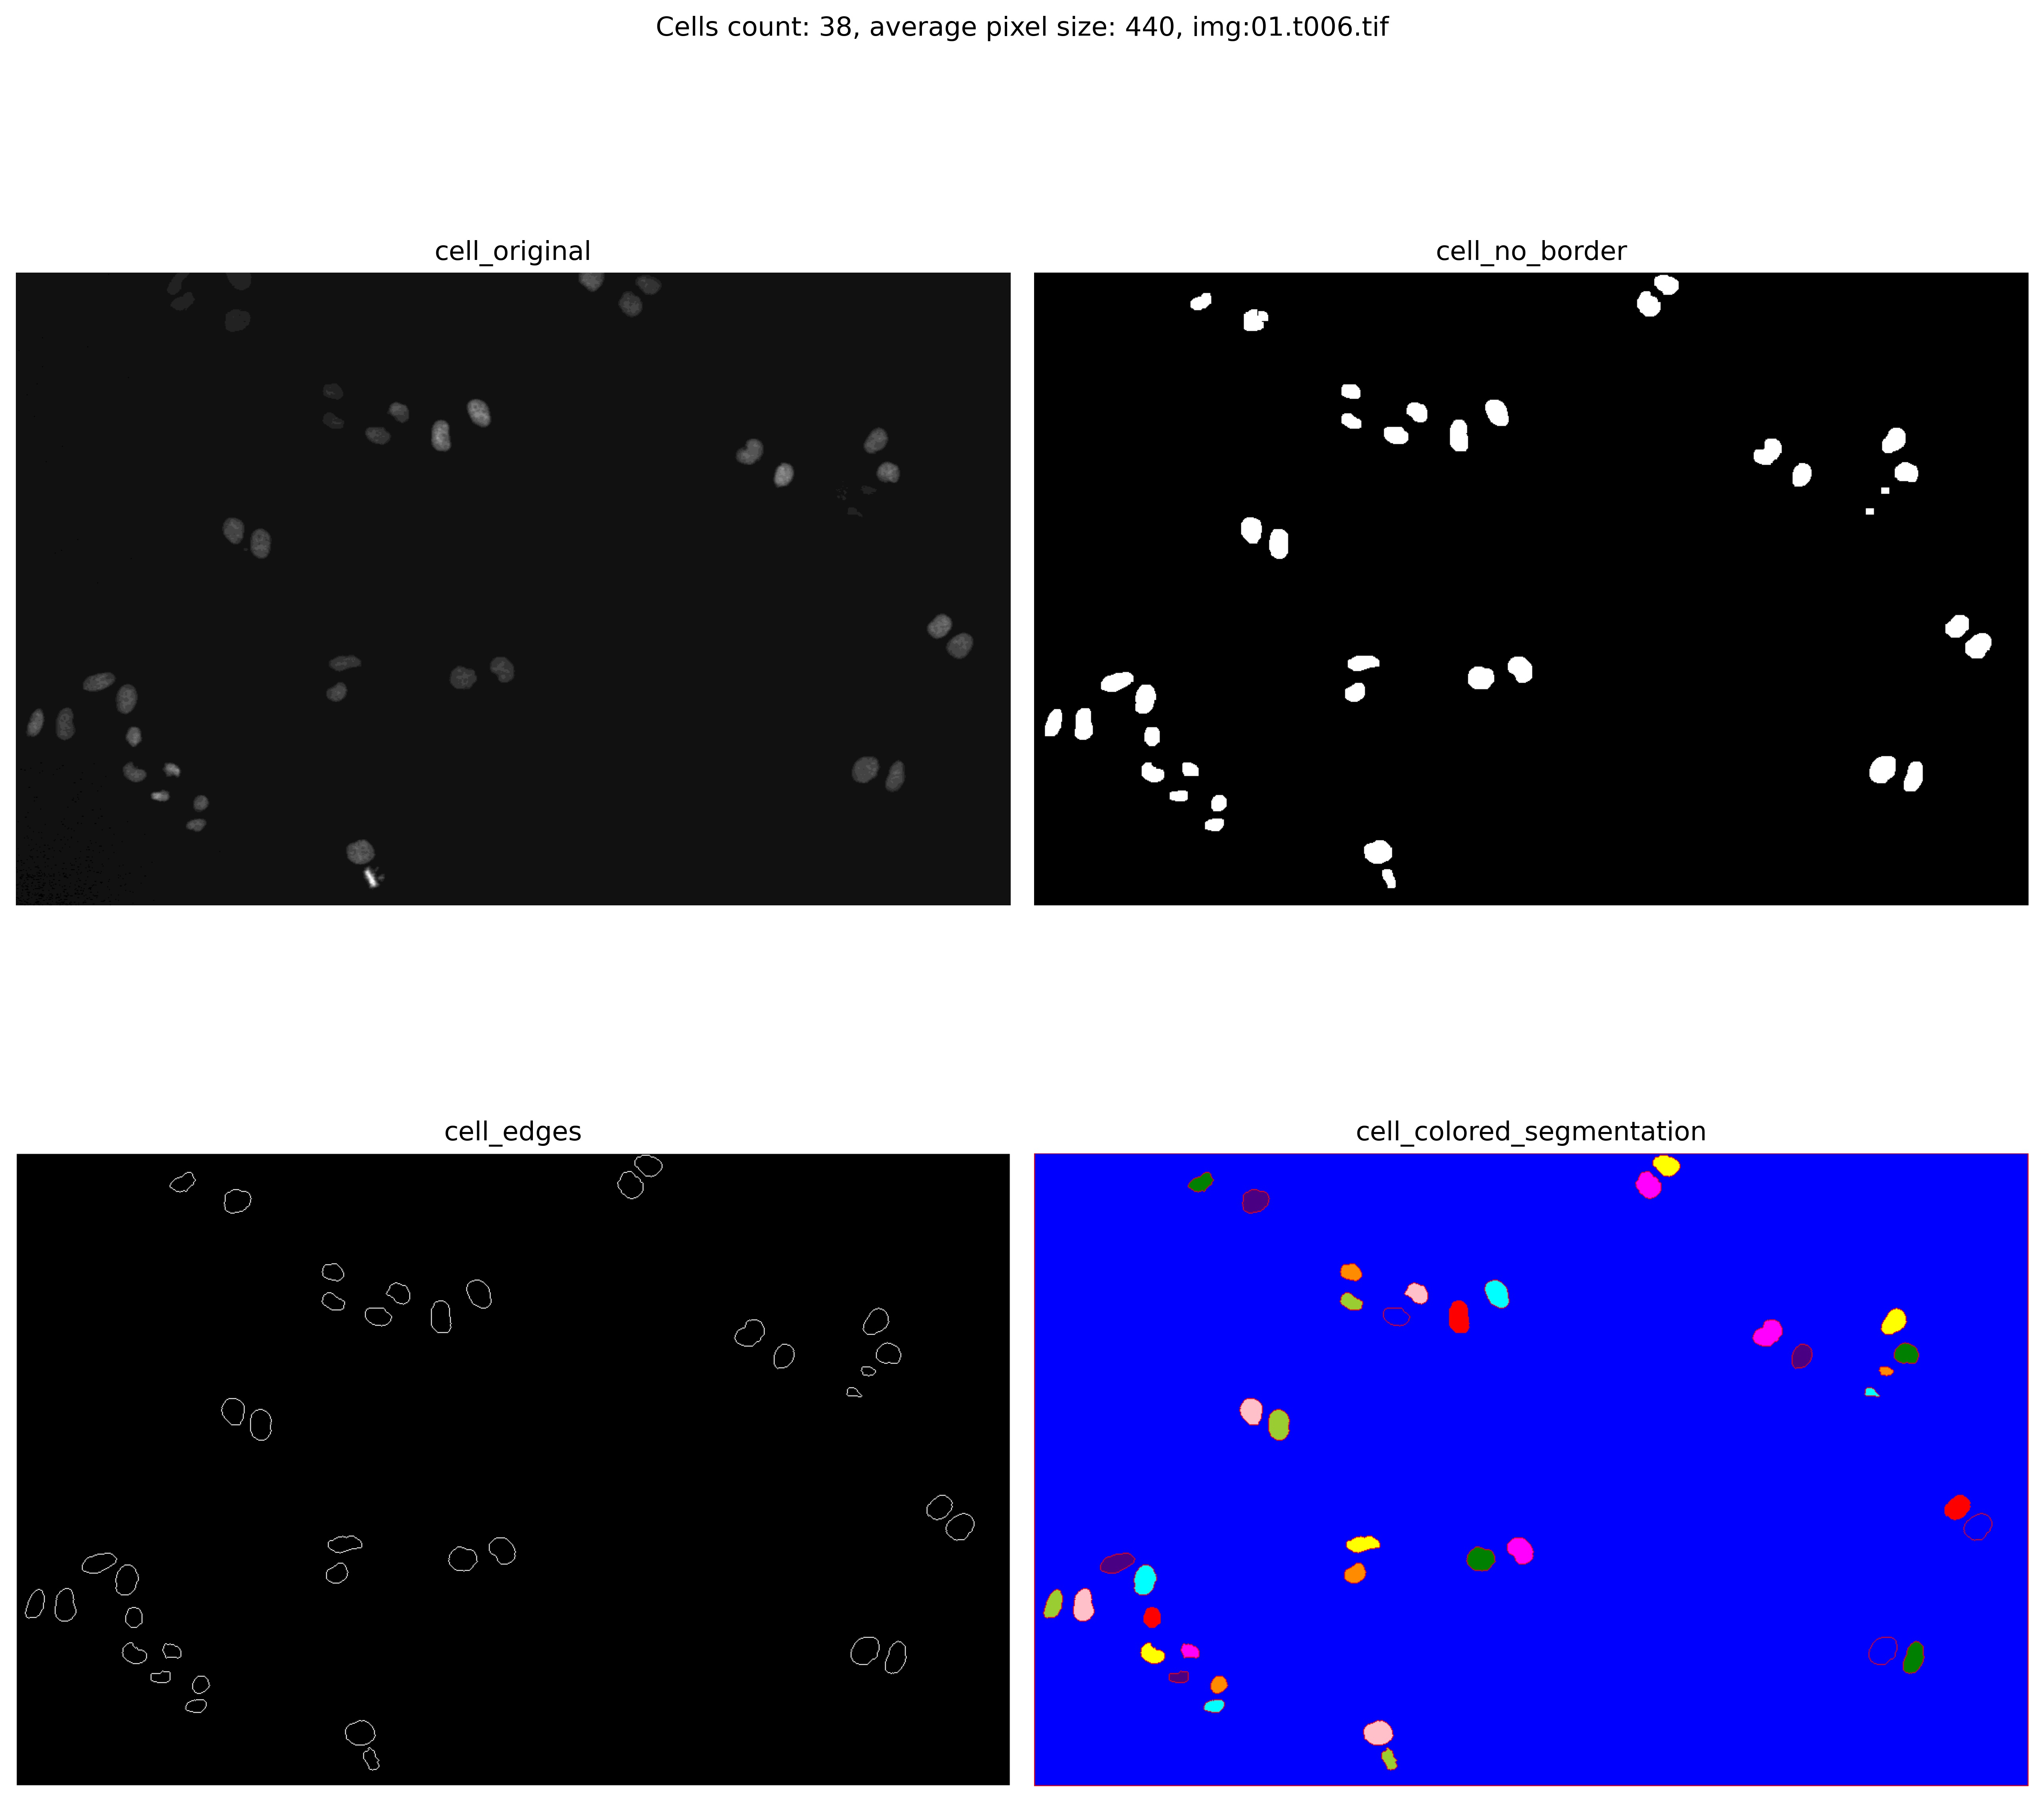 Cells count: 38, average pixel size: 440, img:01.t006.tif
cell_original
cell_no_border
cell_edges
cell_colored_segmentation